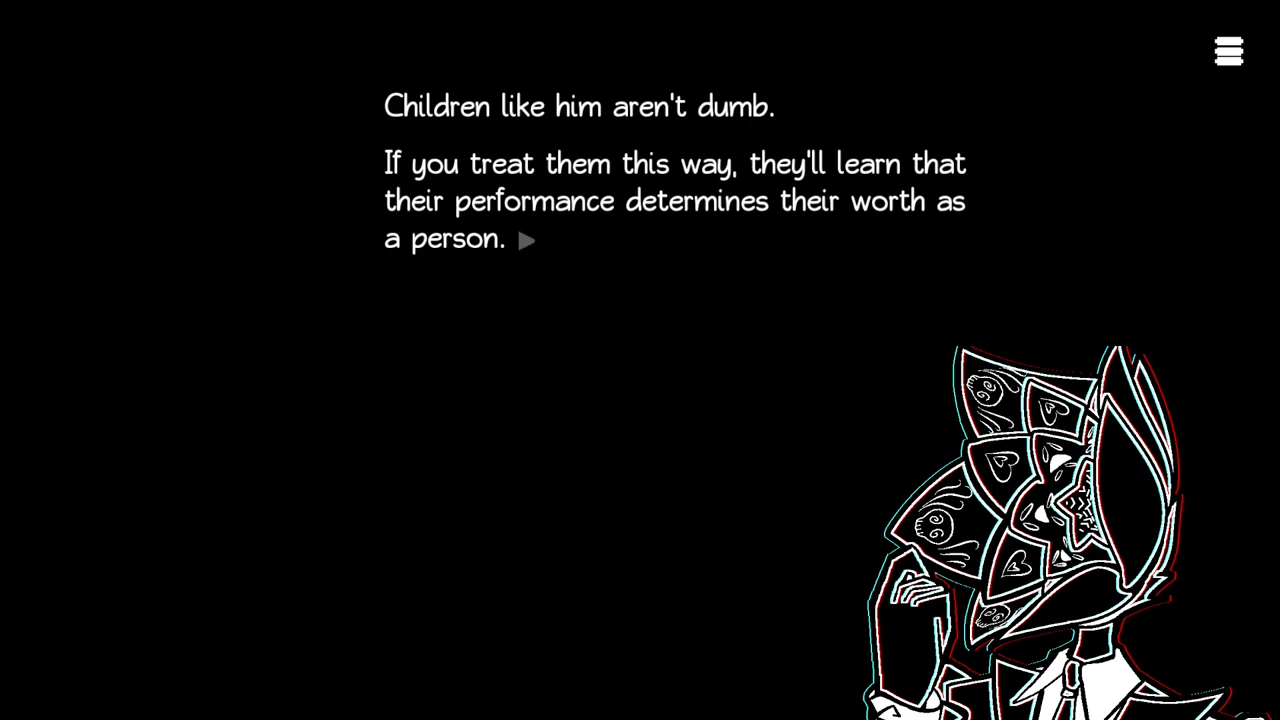 Children like him aren't dumb.
If you treat them this way, they'll learn that
their performance determines their worth as
a person.